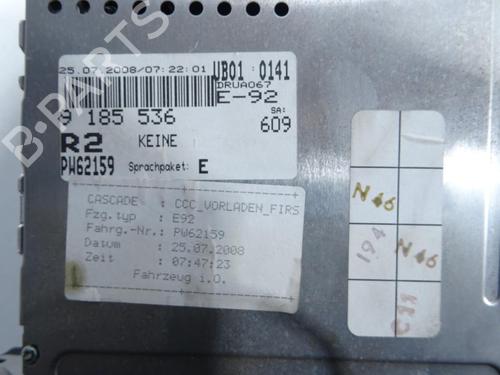 25.07.2008/07:22:01 UB01 0141
DRUA067
E-92
9 185 536
SA:
609
R2 KEINE
PW62159 Sprachpaket: E
CASCADE : CCC_VORLADEN_FIRS
Fzg.typ : E92
Fahrg.-Nr.: PW62159
Datum : 25.07.2008
Zeit : 07:47:23
Fahrzeug i.O.
N46
194
N46
B-Parts